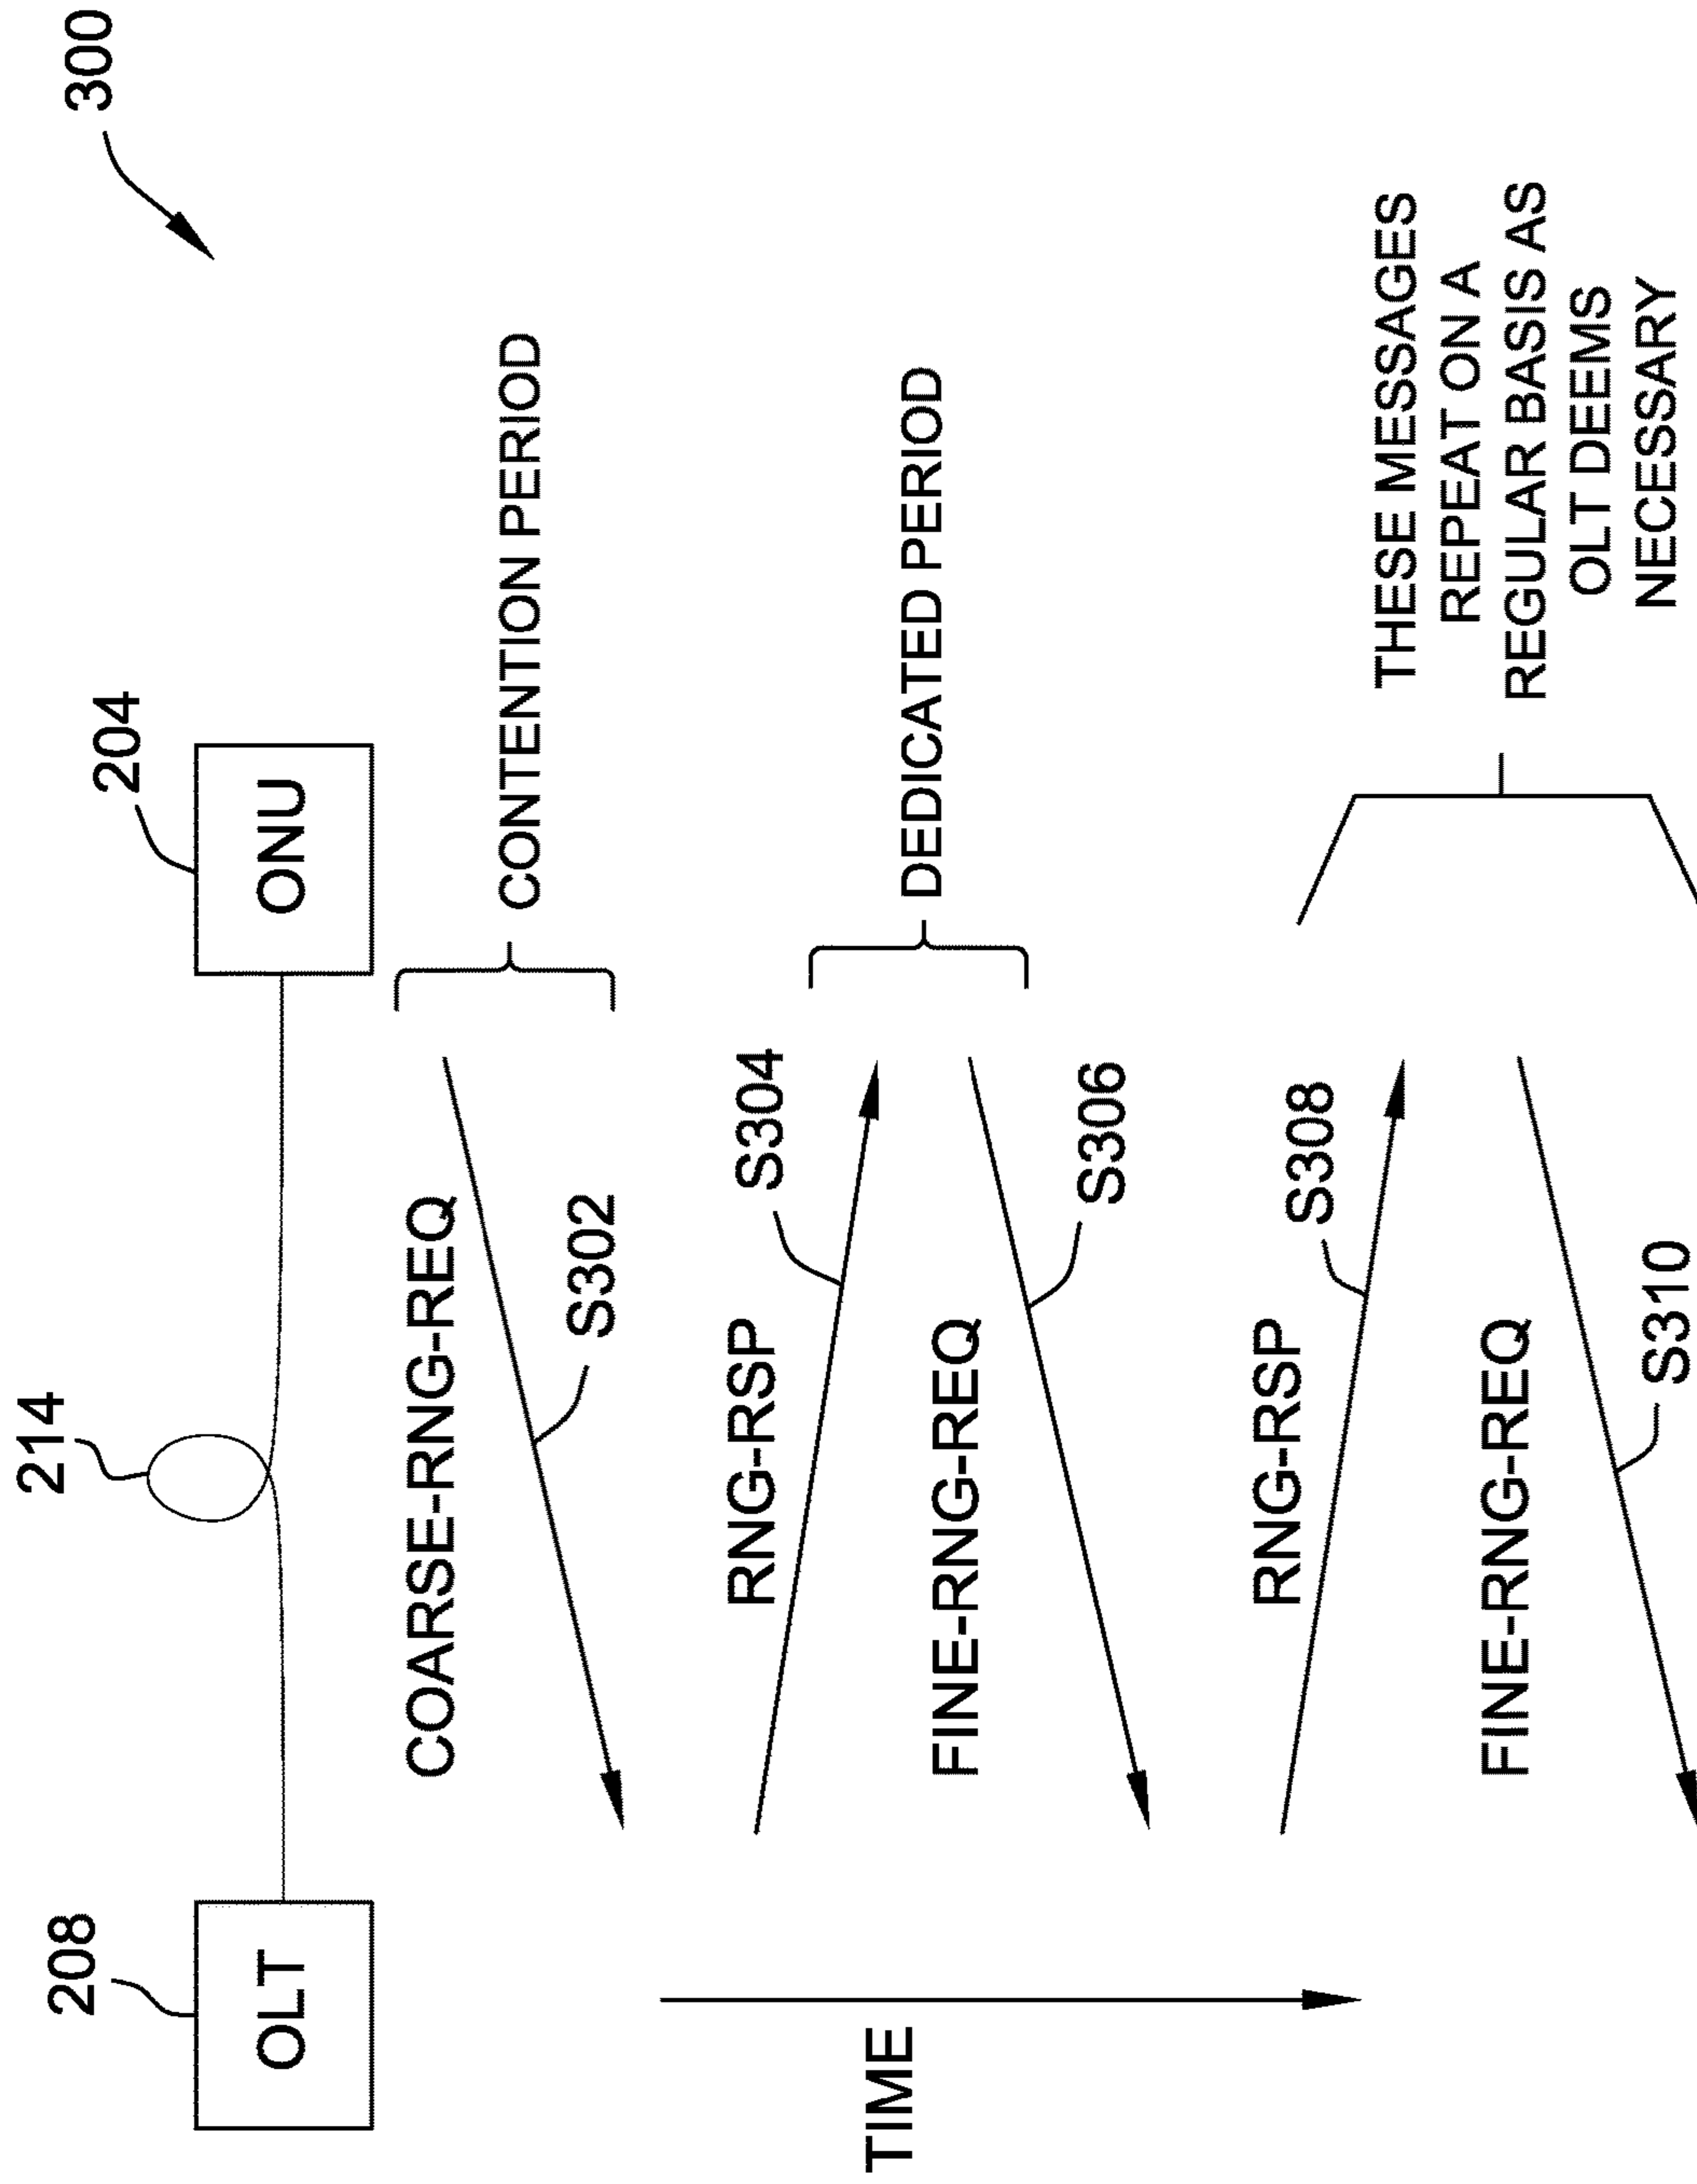 300
214
208
204
OLT
ONU
COARSE-RNG-REQ
CONTENTION PERIOD
S302
RNG-RSP
S304
TIME
FINE-RNG-REQ
DEDICATED PERIOD
S306
RNG-RSP
S308
THESE MESSAGES
REPEAT ON A
REGULAR BASIS AS
OLT DEEMS
NECESSARY
FINE-RNG-REQ
S310